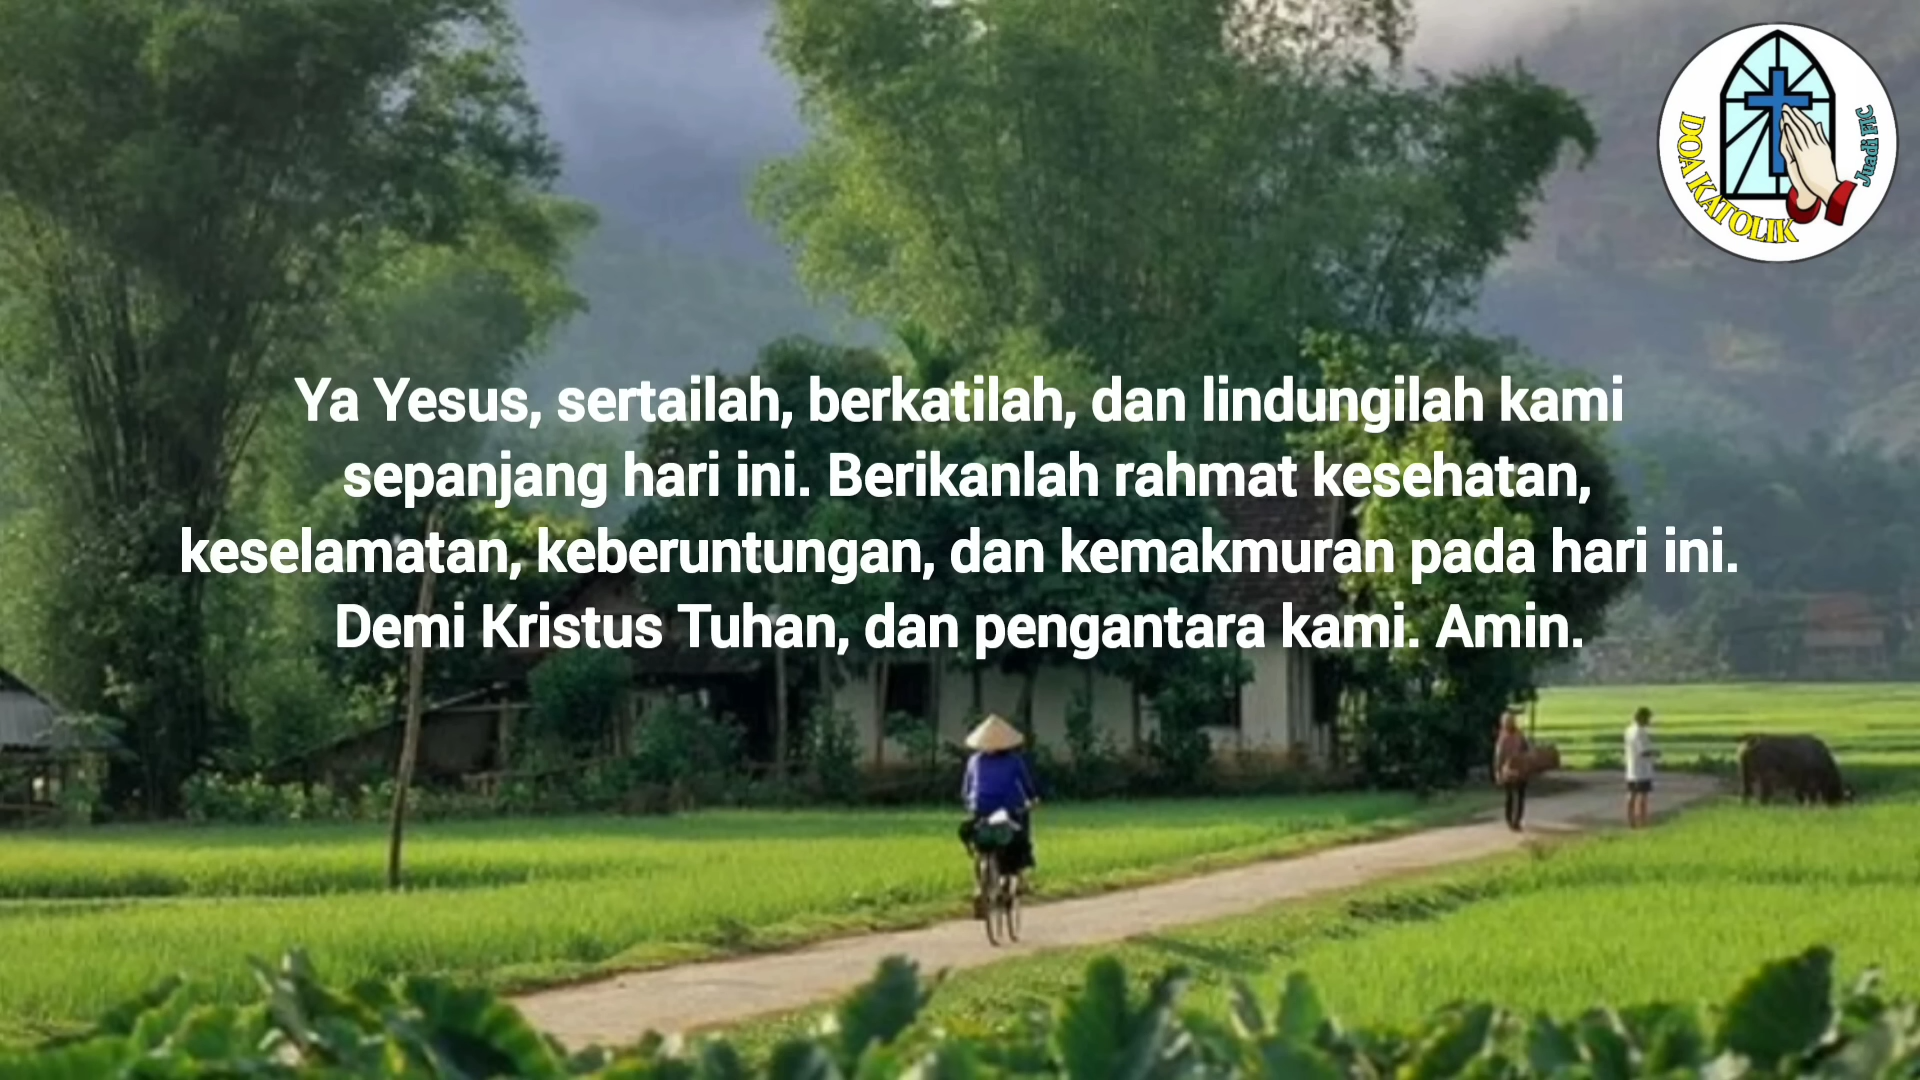 Ya Yesus, sertailah, berkatilah, dan lindungilah kami
sepanjang hari ini. Berikanlah rahmat kesehatan,
keselamatan, keberuntungan, dan kemakmuran pada hari ini.
Demi Kristus Tuhan, dan pengantara kami. Amin.
DOA KATOLIK
Juadi FIC